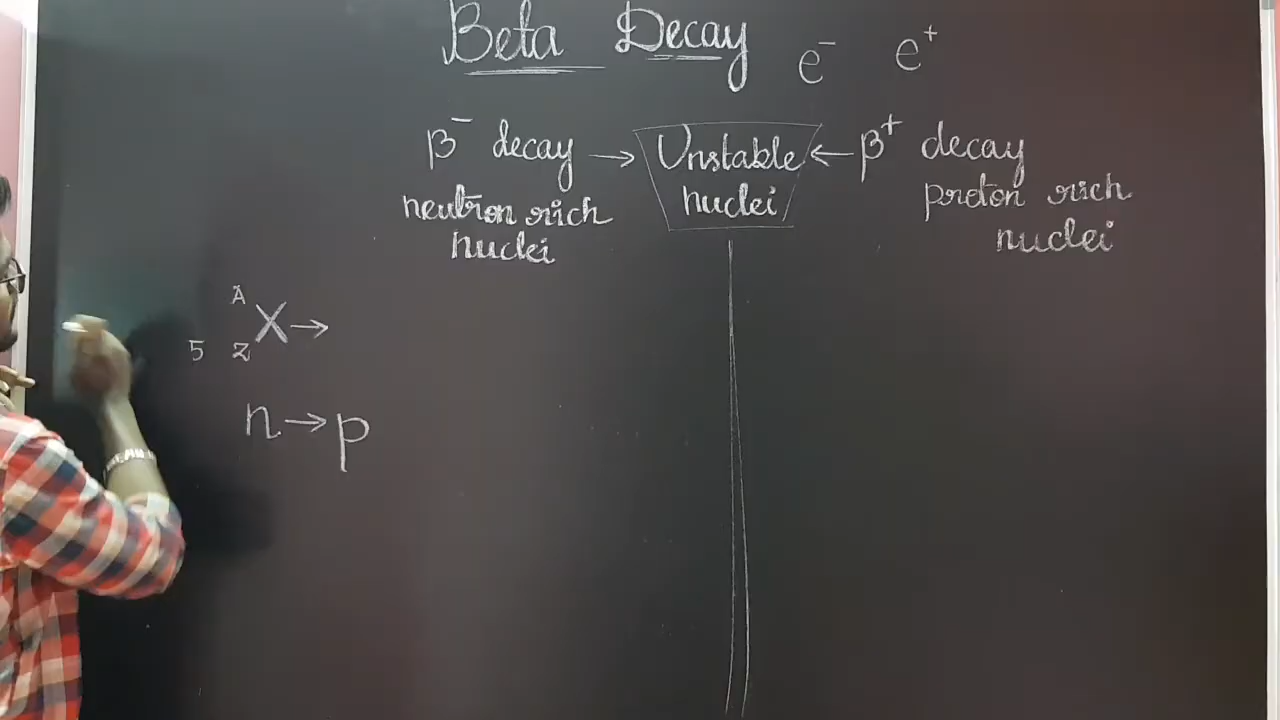 Beta Decay e⁻ e⁺
β⁻ decay → Unstable nuclei ← β⁺ decay
neutron rich nuclei
proton rich nuclei
A
X →
5 Z
n → p